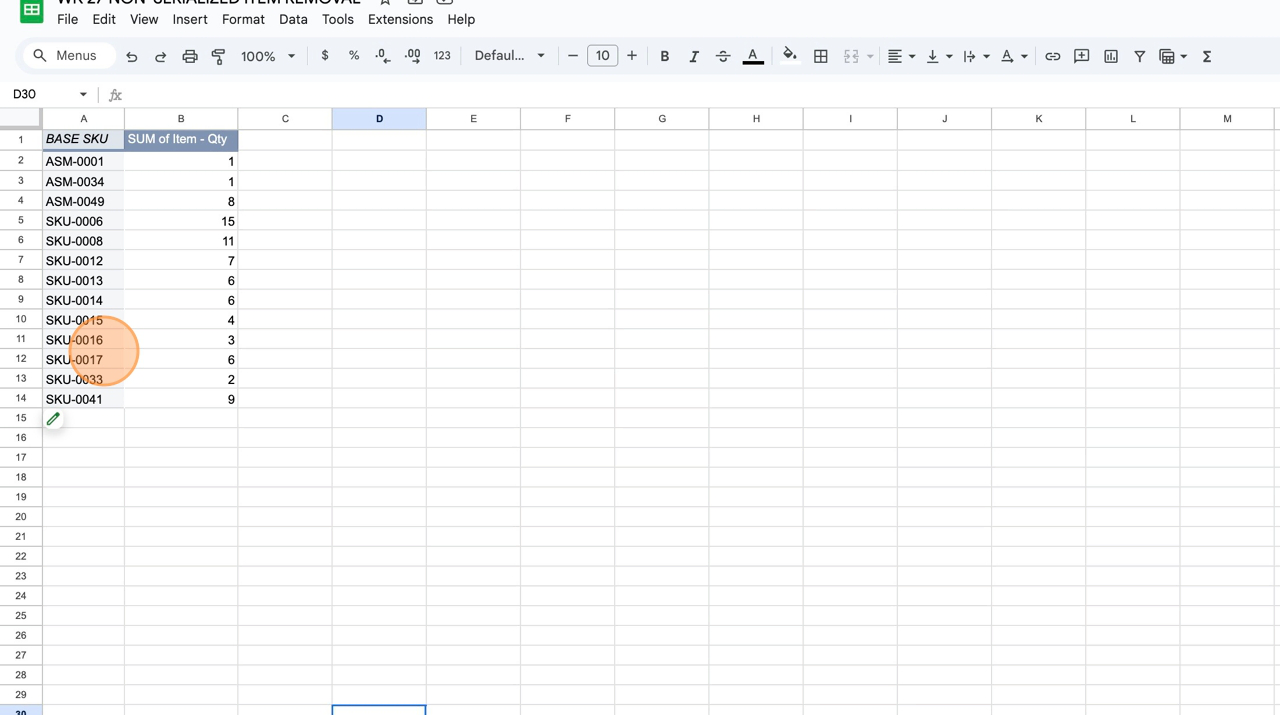 WK 27 NON-SERIALIZED ITEM REMOVAL
File Edit View Insert Format Data Tools Extensions Help
Menus 100% $ % .0 .00 123 Defaul... − 10 + B I A Σ
D30 fx
A B C D E F G H I J K L M
1 BASE SKU SUM of Item - Qty
2 ASM-0001 1
3 ASM-0034 1
4 ASM-0049 8
5 SKU-0006 15
6 SKU-0008 11
7 SKU-0012 7
8 SKU-0013 6
9 SKU-0014 6
10 SKU-0015 4
11 SKU-0016 3
12 SKU-0017 6
13 SKU-0033 2
14 SKU-0041 9
15
16
17
18
19
20
21
22
23
24
25
26
27
28
29
30